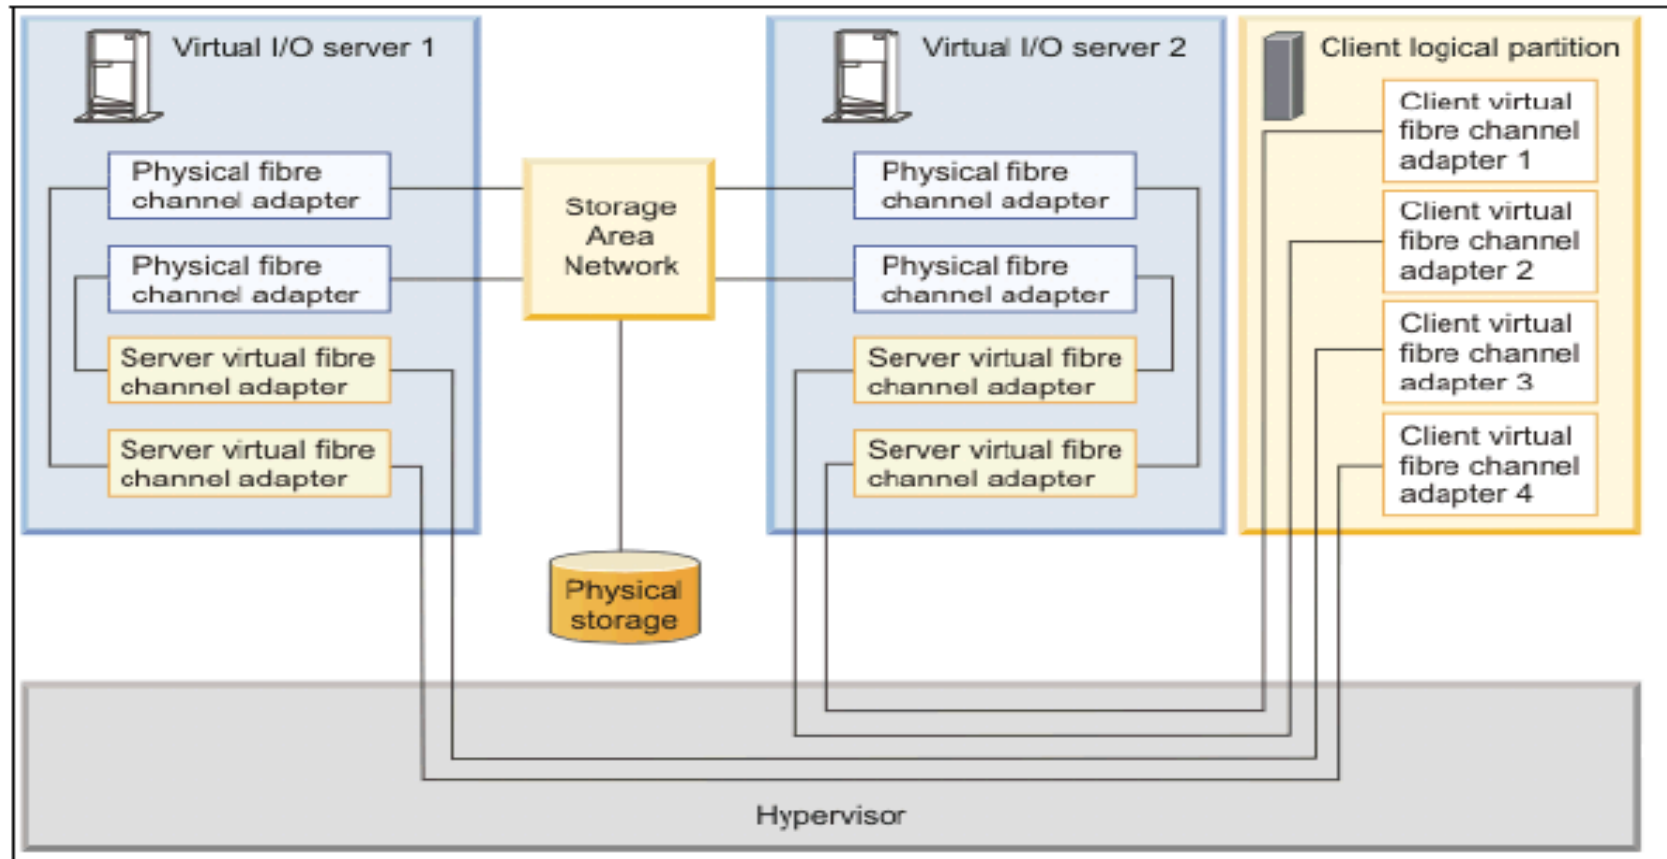 Virtual I/O server 1
Physical fibre
channel adapter
Physical fibre
channel adapter
Server virtual fibre
channel adapter
Server virtual fibre
channel adapter
Storage
Area
Network
Physical
storage
Virtual I/O server 2
Physical fibre
channel adapter
Physical fibre
channel adapter
Server virtual fibre
channel adapter
Server virtual fibre
channel adapter
Client logical partition
Client virtual
fibre channel
adapter 1
Client virtual
fibre channel
adapter 2
Client virtual
fibre channel
adapter 3
Client virtual
fibre channel
adapter 4
Hypervisor